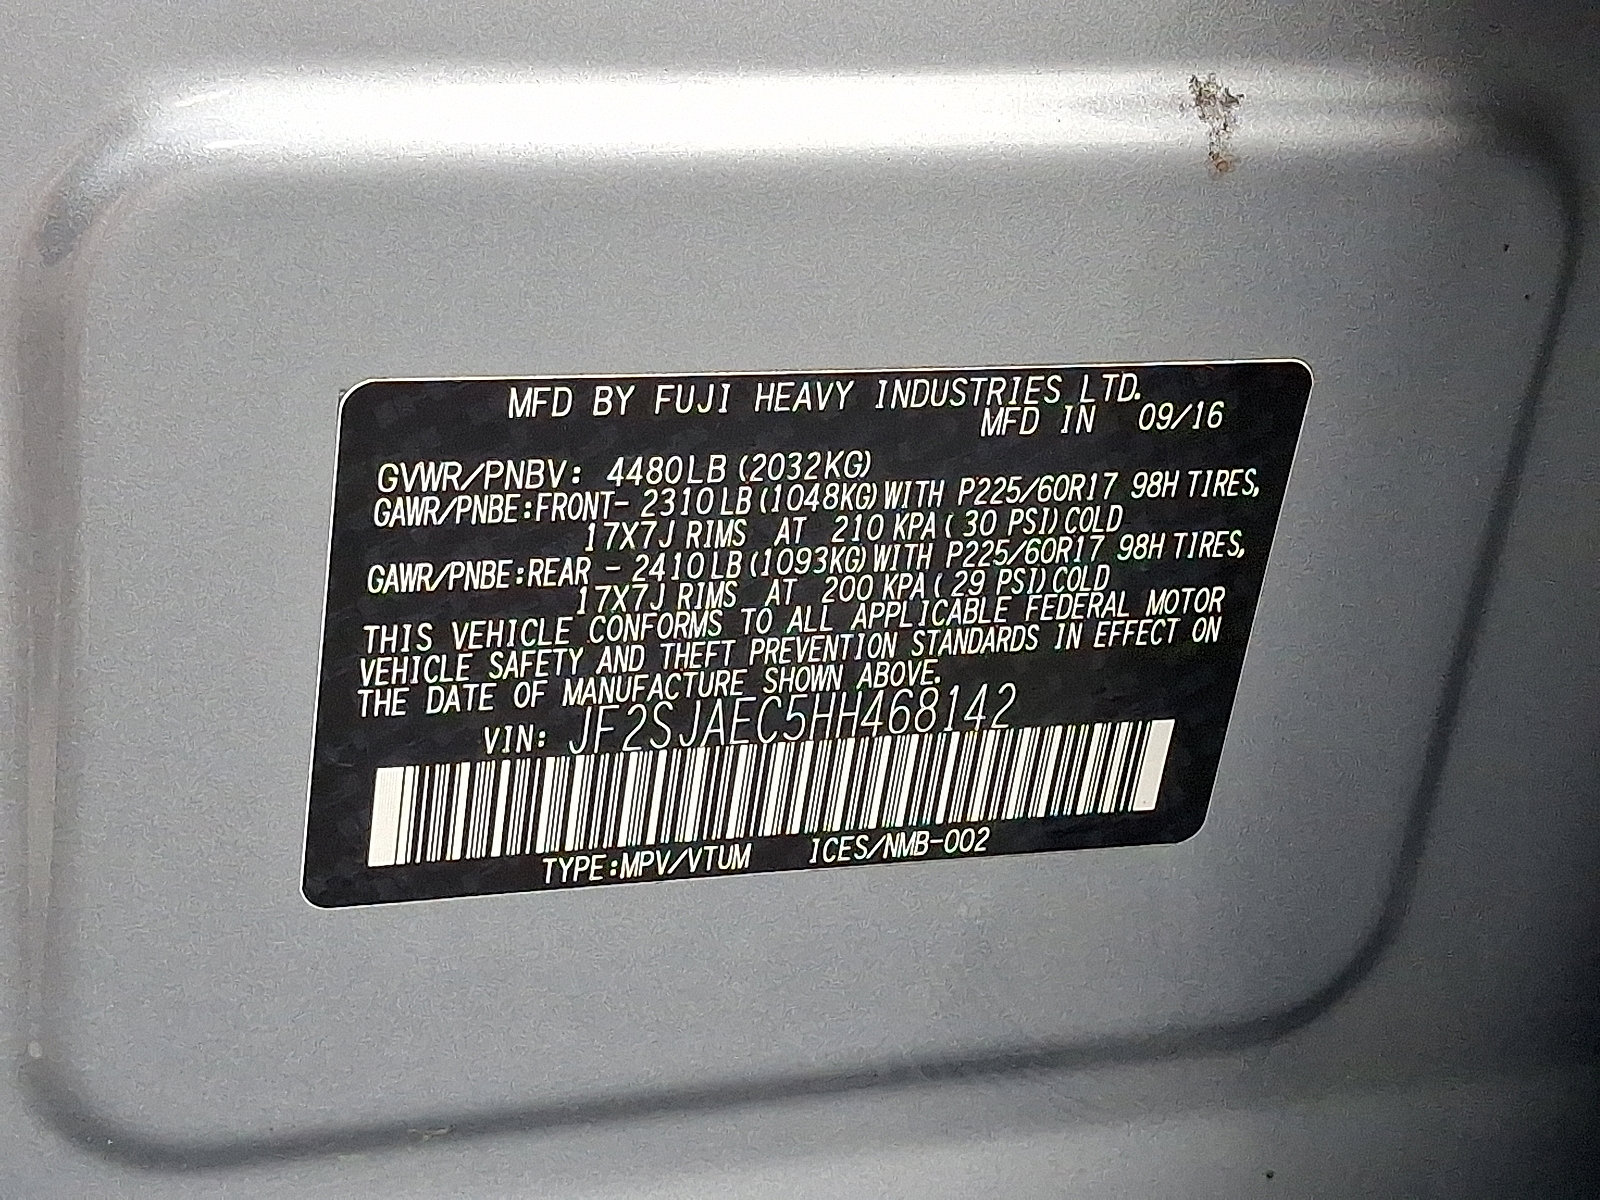 MFD BY FUJI HEAVY INDUSTRIES LTD.
MFD IN 09/16
GVWR/PNBV: 4480LB (2032KG)
GAWR/PNBE:FRONT- 2310LB (1048KG) WITH P225/60R17 98H TIRES,
17X7J RIMS AT 210 KPA ( 30 PSI) COLD
GAWR/PNBE:REAR - 2410LB (1093KG) WITH P225/60R17 98H TIRES,
17X7J RIMS AT 200 KPA ( 29 PSI) COLD
THIS VEHICLE CONFORMS TO ALL APPLICABLE FEDERAL MOTOR
VEHICLE SAFETY AND THEFT PREVENTION STANDARDS IN EFFECT ON
THE DATE OF MANUFACTURE SHOWN ABOVE.
VIN: JF2SJAEC5HH468142
TYPE:MPV/VTUM ICES/NMB-002